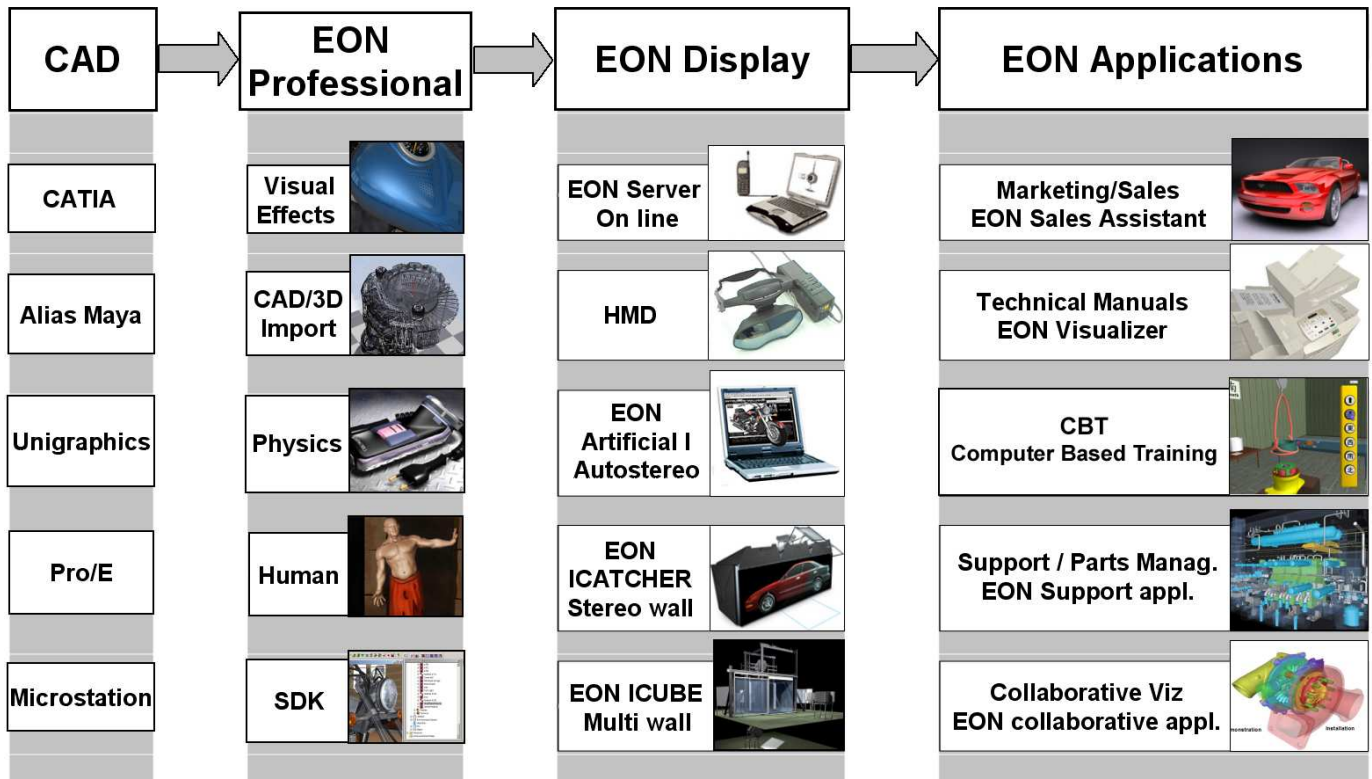 CAD
EON
Professional
EON Display
EON Applications
CATIA
Visual
Effects
EON Server
On line
Marketing/Sales
EON Sales Assistant
Alias Maya
CAD/3D
Import
HMD
Technical Manuals
EON Visualizer
Unigraphics
Physics
EON
Artificial I
Autostereo
CBT
Computer Based Training
Pro/E
Human
EON
ICATCHER
Stereo wall
Support / Parts Manag.
EON Support appl.
Microstation
SDK
EON ICUBE
Multi wall
Collaborative Viz
EON collaborative appl.
monstration
installation